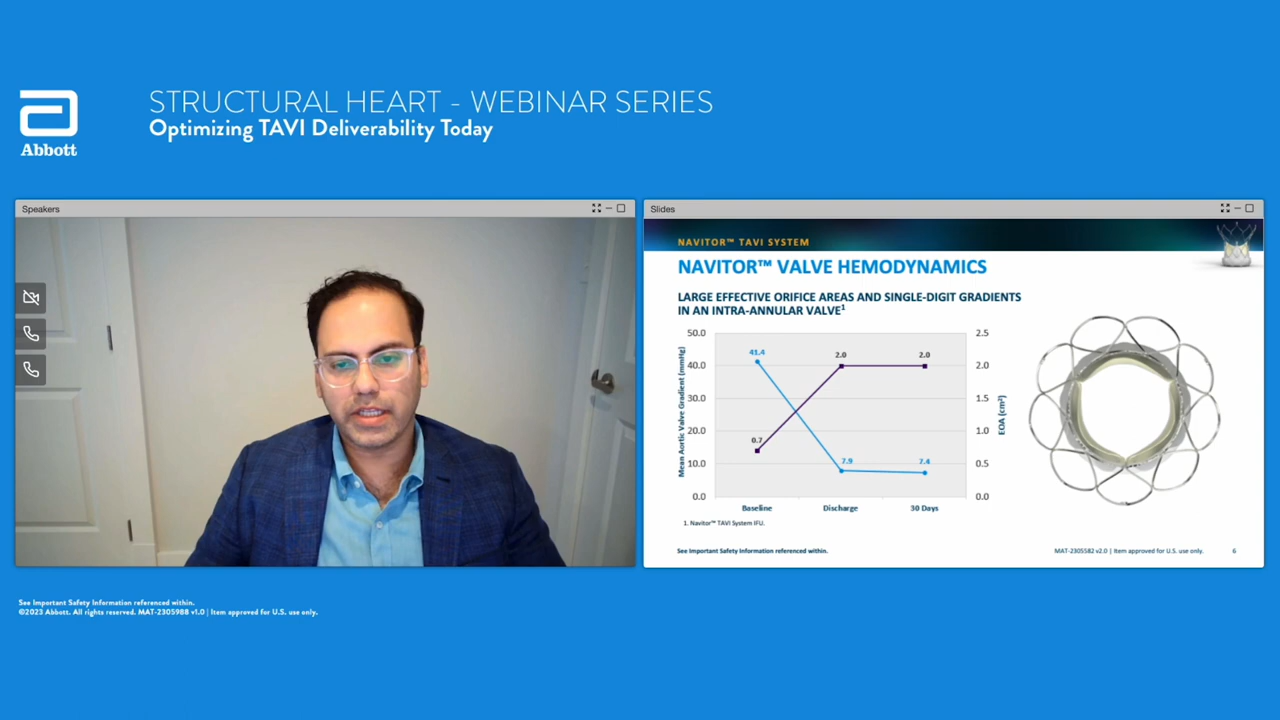 STRUCTURAL HEART - WEBINAR SERIES
Optimizing TAVI Deliverability Today
Abbott
Speakers
Slides
NAVITOR™ TAVI SYSTEM
NAVITOR™ VALVE HEMODYNAMICS
LARGE EFFECTIVE ORIFICE AREAS AND SINGLE-DIGIT GRADIENTS
IN AN INTRA-ANNULAR VALVE¹
Mean Aortic Valve Gradient (mmHg)
50.0
40.0
30.0
20.0
10.0
0.0
41.4
0.7
2.0
7.9
2.0
7.4
2.5
2.0
1.5
1.0
0.5
0.0
EOA (cm²)
Baseline
Discharge
30 Days
1. Navitor™ TAVI System IFU.
See Important Safety Information referenced within.
MAT-2305582 v2.0 | Item approved for U.S. use only.
6
See Important Safety Information referenced within.
©2023 Abbott. All rights reserved. MAT-2305988 v1.0 | Item approved for U.S. use only.